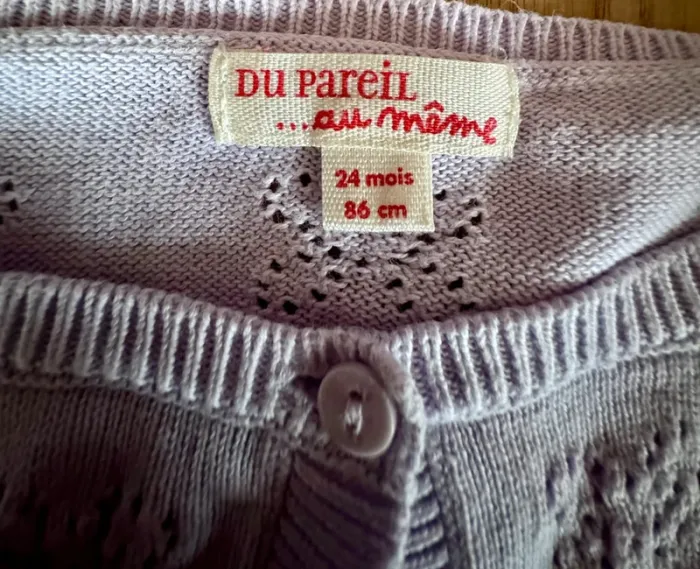 DU PAREIL
...au même
24 mois
86 cm